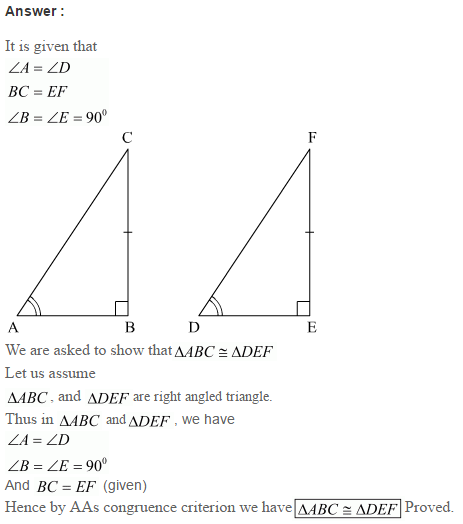 Answer :
It is given that
∠A = ∠D
BC = EF
∠B = ∠E = 90⁰
C F
A B D E
We are asked to show that ΔABC ≅ ΔDEF
Let us assume
ΔABC , and ΔDEF are right angled triangle.
Thus in ΔABC and ΔDEF , we have
∠A = ∠D
∠B = ∠E = 90⁰
And BC = EF (given)
Hence by AAs congruence criterion we have ΔABC ≅ ΔDEF Proved.